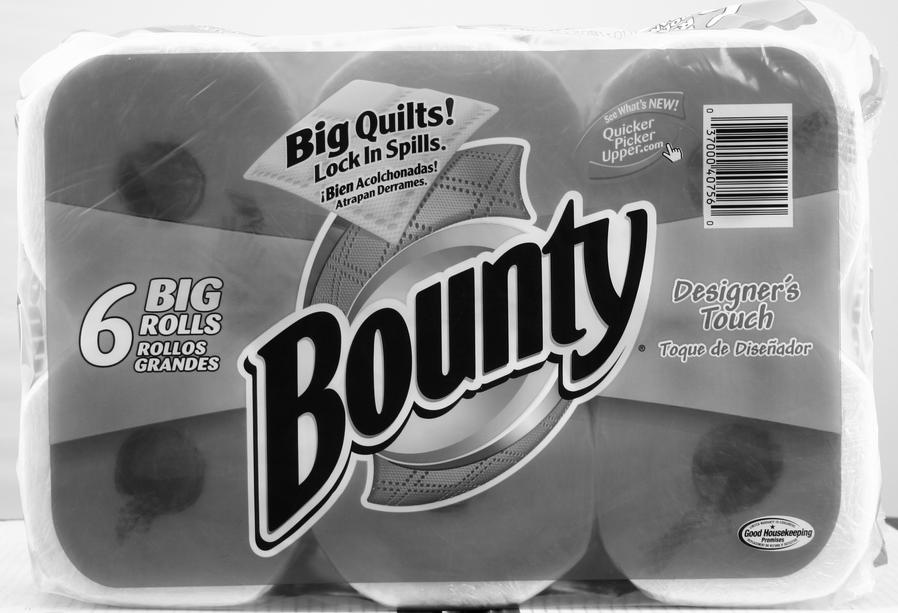 Big Quilts!
Lock In Spills.
¡Bien Acolchonadas!
Atrapan Derrames.
See What's NEW!
Quicker
Picker
Upper.com
0 37000 40756 0
Bounty®
6 BIG
ROLLS
ROLLOS
GRANDES
Designer's
Touch
Toque de Diseñador
Good Housekeeping
Promises